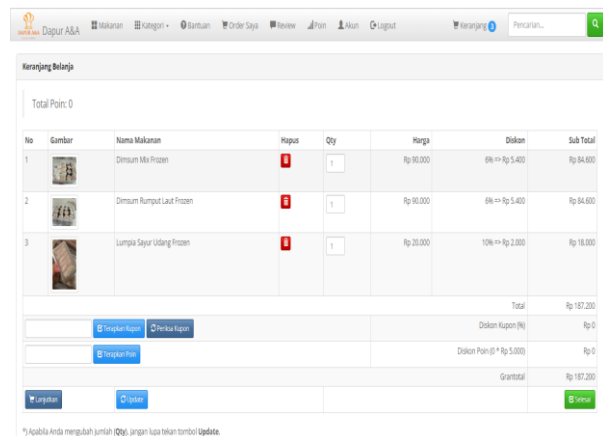 Dapur A&A Makanan Kategori Bantuan Order Saya Review Poin Akun Logout Keranjang 3 Pencarian...
Keranjang Belanja
Total Poin: 0
No Gambar Nama Makanan Hapus Qty Harga Diskon Sub Total
1 Dimsum Mix Frozen 1 Rp 90.000 6% => Rp 5.400 Rp 84.600
2 Dimsum Rumput Laut Frozen 1 Rp 90.000 6% => Rp 5.400 Rp 84.600
3 Lumpia Sayur Udang Frozen 1 Rp 20.000 10% => Rp 2.000 Rp 18.000
Total Rp 187.200
Terapkan Kupon Periksa Kupon Diskon Kupon (%) Rp 0
Terapkan Poin Diskon Poin (0 * Rp 5.000) Rp 0
Grantotal Rp 187.200
Lanjutkan Update Selesai
*) Apabila Anda mengubah jumlah (Qty), jangan lupa tekan tombol Update.